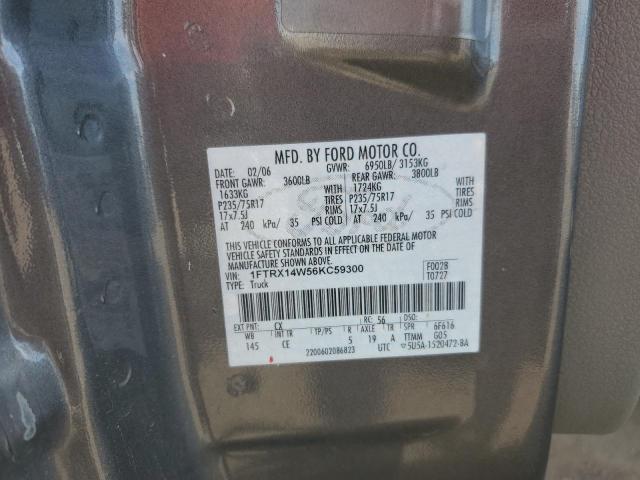 MFD. BY FORD MOTOR CO.
DATE: 02/06 GVWR: 6950LB/ 3153KG
FRONT GAWR: 3600LB REAR GAWR: 3800LB
1633KG WITH 1724KG WITH
P235/75R17 TIRES P235/75R17 TIRES
17x7.5J RIMS 17x7.5J RIMS
AT 240 kPa/ 35 PSI COLD AT 240 kPa/ 35 PSI COLD
THIS VEHICLE CONFORMS TO ALL APPLICABLE FEDERAL MOTOR
VEHICLE SAFETY STANDARDS IN EFFECT ON THE DATE OF
MANUFACTURE SHOWN ABOVE.
VIN: 1FTRX14W56KC59300 F0028
TYPE: Truck T0727
EXT PNT: CX RC: 56 DSO:
WB TP/PS R AXLE TR SPR 6F616
145 CE 5 19 A TTMM G05
2200602086823 UTC ▽5U5A-1520472-BA